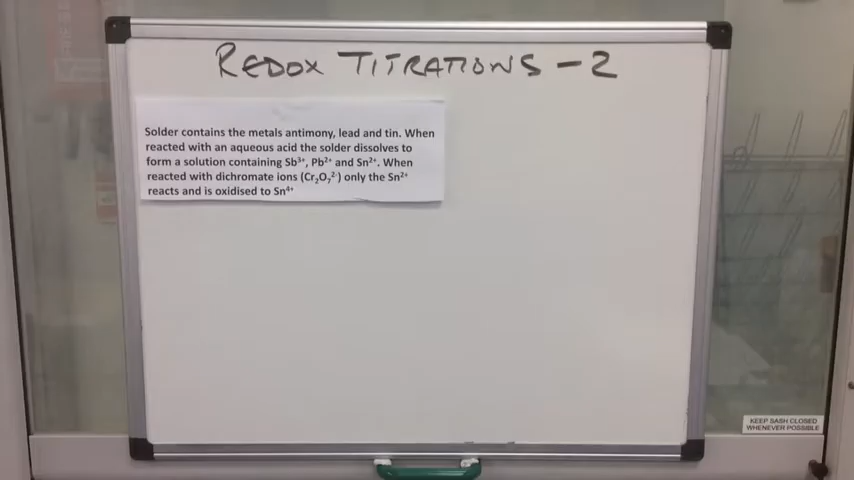 REDOX TITRATIONS - 2
Solder contains the metals antimony, lead and tin. When
reacted with an aqueous acid the solder dissolves to
form a solution containing Sb³⁺, Pb²⁺ and Sn²⁺. When
reacted with dichromate ions (Cr₂O₇²⁻) only the Sn²⁺
reacts and is oxidised to Sn⁴⁺
KEEP SASH CLOSED
WHENEVER POSSIBLE